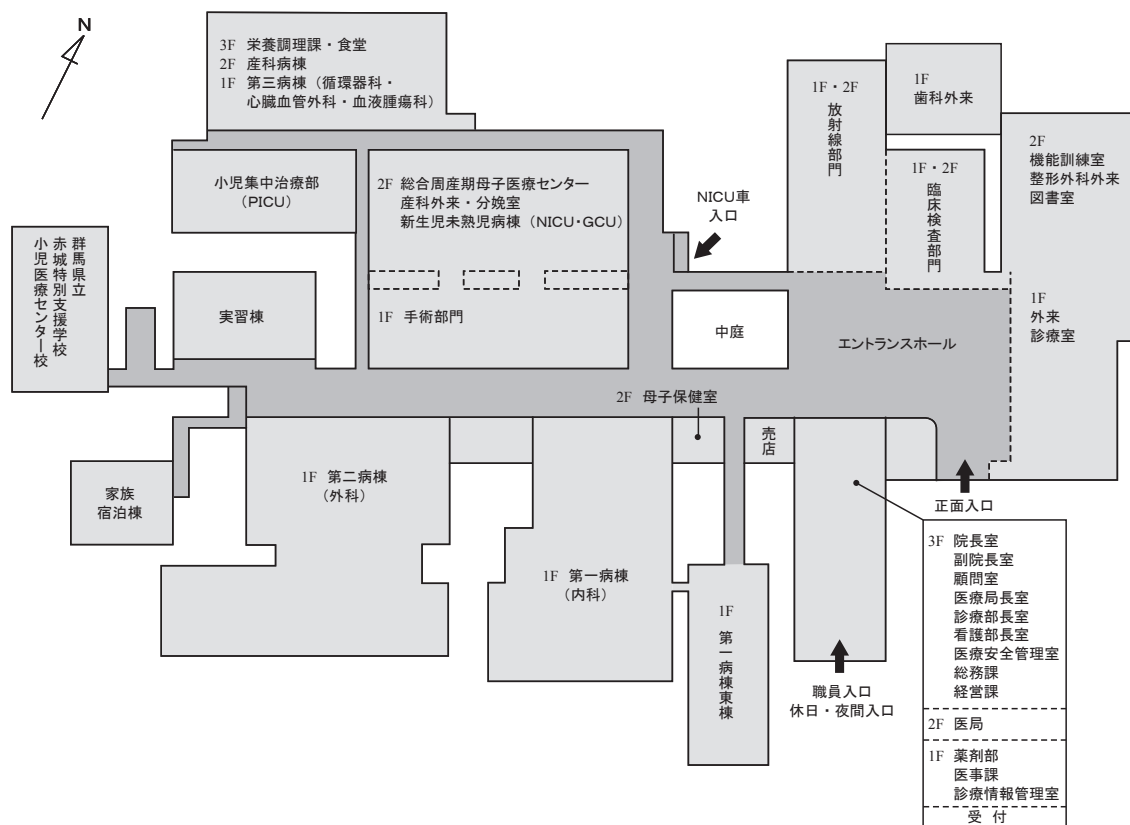 N
3F 栄養調理課・食堂
2F 産科病棟
1F 第三病棟(循環器科・
心臓血管外科・血液腫瘍科)
小児集中治療部
(PICU)
2F 総合周産期母子医療センター
産科外来・分娩室
新生児未熟児病棟(NICU・GCU)
1F 手術部門
NICU車
入口
1F・2F
放射線部門
1F
歯科外来
1F・2F
臨床検査部門
2F
機能訓練室
整形外科外来
図書室
1F
外来
診療室
群馬県立
赤城特別支援学校
小児医療センター校
実習棟
中庭
エントランスホール
2F 母子保健室
売店
家族
宿泊棟
1F 第二病棟
(外科)
1F 第一病棟
(内科)
1F
第一病棟東棟
正面入口
職員入口
休日・夜間入口
3F 院長室
副院長室
顧問室
医療局長室
診療部長室
看護部長室
医療安全管理室
総務課
経営課
2F 医局
1F 薬剤部
医事課
診療情報管理室
受付